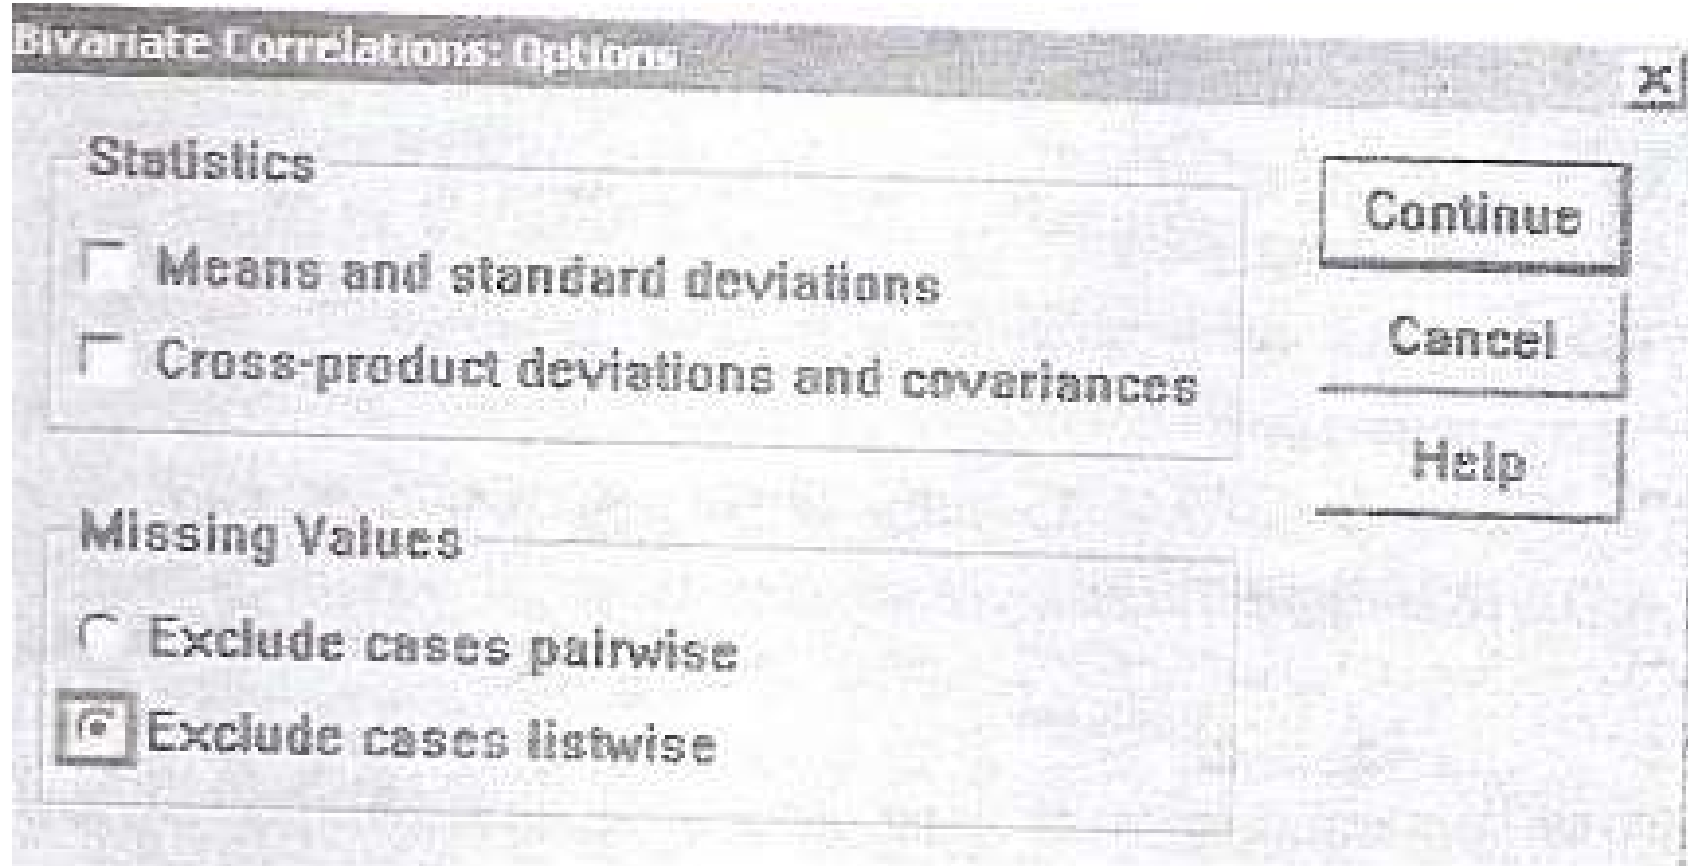 Bivariate Correlations: Options
Statistics
Means and standard deviations
Cross-product deviations and covariances
Missing Values
Exclude cases pairwise
Exclude cases listwise
Continue
Cancel
Help